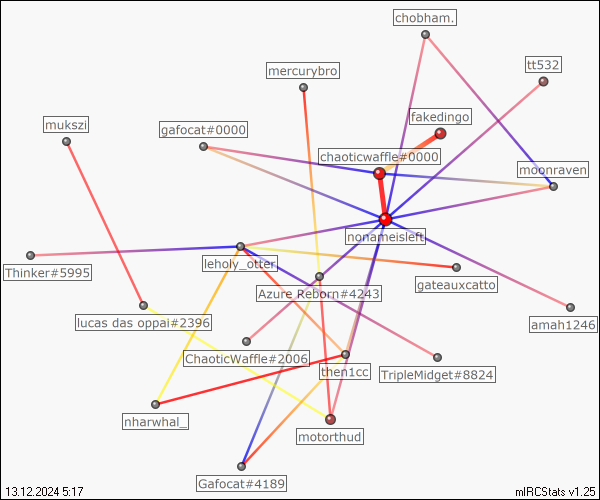 chobham.
tt532
mercurybro
fakedingo
mukszi
gafocat#0000
chaoticwaffle#0000
moonraven
nonameisleft
leholy_otter
Thinker#5995
gateauxcatto
Azure Reborn#4243
lucas das oppai#2396
amah1246
ChaoticWaffle#2006
then1cc
TripleMidget#8824
nharwhal_
motorthud
Gafocat#4189
13.12.2024 5:17
mIRCStats v1.25